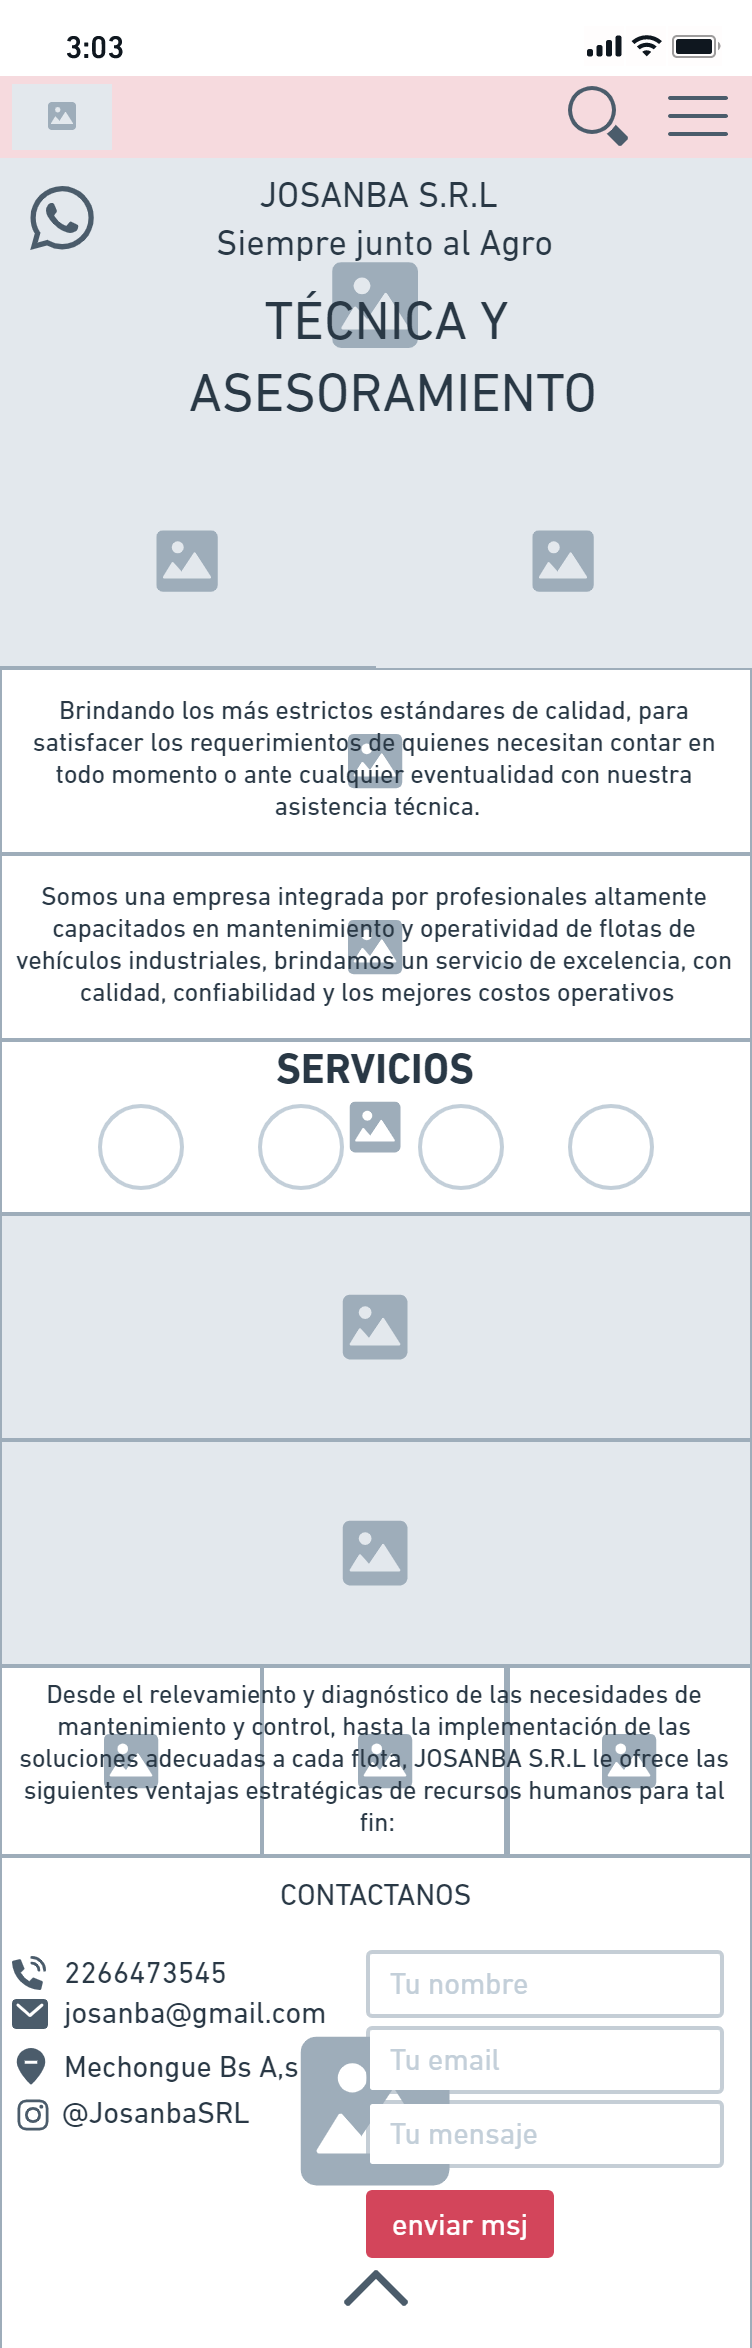 3:03
JOSANBA S.R.L
Siempre junto al Agro
TÉCNICA Y
ASESORAMIENTO
Brindando los más estrictos estándares de calidad, para
satisfacer los requerimientos de quienes necesitan contar en
todo momento o ante cualquier eventualidad con nuestra
asistencia técnica.
Somos una empresa integrada por profesionales altamente
capacitados en mantenimiento y operatividad de flotas de
vehículos industriales, brindamos un servicio de excelencia, con
calidad, confiabilidad y los mejores costos operativos
SERVICIOS
Desde el relevamiento y diagnóstico de las necesidades de
mantenimiento y control, hasta la implementación de las
soluciones adecuadas a cada flota, JOSANBA S.R.L le ofrece las
siguientes ventajas estratégicas de recursos humanos para tal
fin:
CONTACTANOS
2266473545
josanba@gmail.com
Mechongue Bs A,s
@JosanbaSRL
Tu nombre
Tu email
Tu mensaje
enviar msj